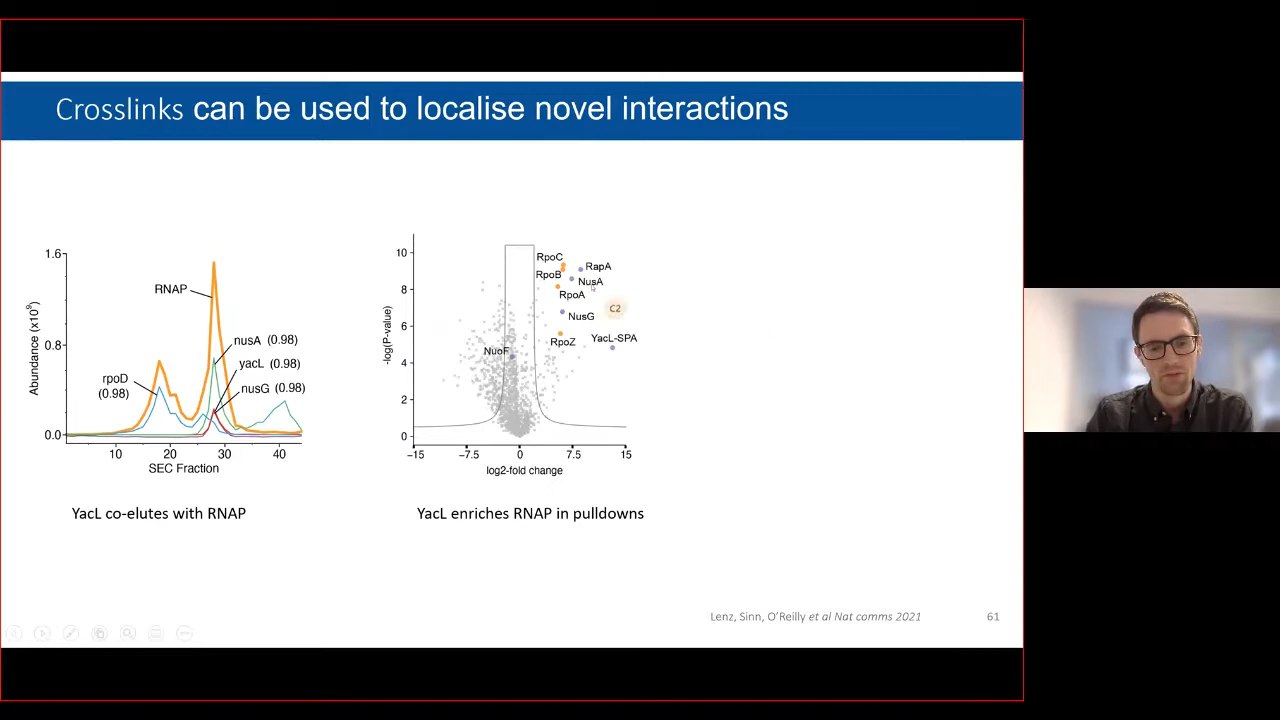 Crosslinks can be used to localise novel interactions
1.6
0.8
0.0
Abundance (x10⁹)
RNAP
nusA (0.98)
yacL (0.98)
nusG (0.98)
rpoD
(0.98)
10 20 30 40
SEC Fraction
YacL co-elutes with RNAP
10
8
6
4
2
0
-log(P-value)
RpoC
RapA
RpoB
NusA
RpoA
C2
NusG
YacL-SPA
RpoZ
NuoF
−15 −7.5 0 7.5 15
log2-fold change
YacL enriches RNAP in pulldowns
Lenz, Sinn, O'Reilly et al Nat comms 2021
61